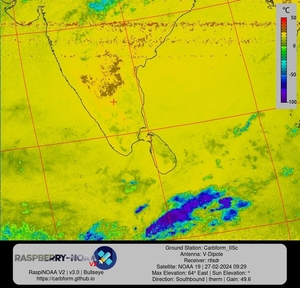 °C
50
0
-50
-100
RASPBERRY-NOAA
V2
RaspiNOAA V2 | v3.0 | Bullseye
https://carbform.github.io
Ground Station: Carbform_IISc
Antenna: V-Dipole
Receiver: rtlsdr
Satellite: NOAA 19 | 27-02-2024 09:29
Max Elevation: 64° East | Sun Elevation: °
Direction: Southbound | therm | Gain: 49.6